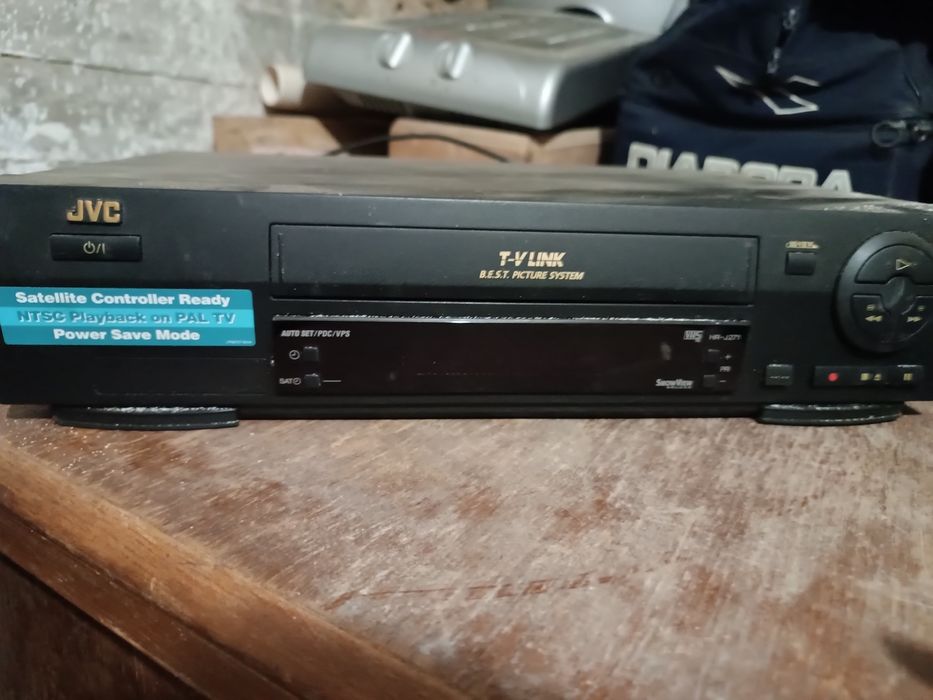 DIADORA
JVC
T-V LINK
B.E.S.T. PICTURE SYSTEM
Satellite Controller Ready
NTSC Playback on PAL TV
Power Save Mode
AUTO SET/PDC/VPS
VHS HR-J271
SAT
PR
SHOWVIEW